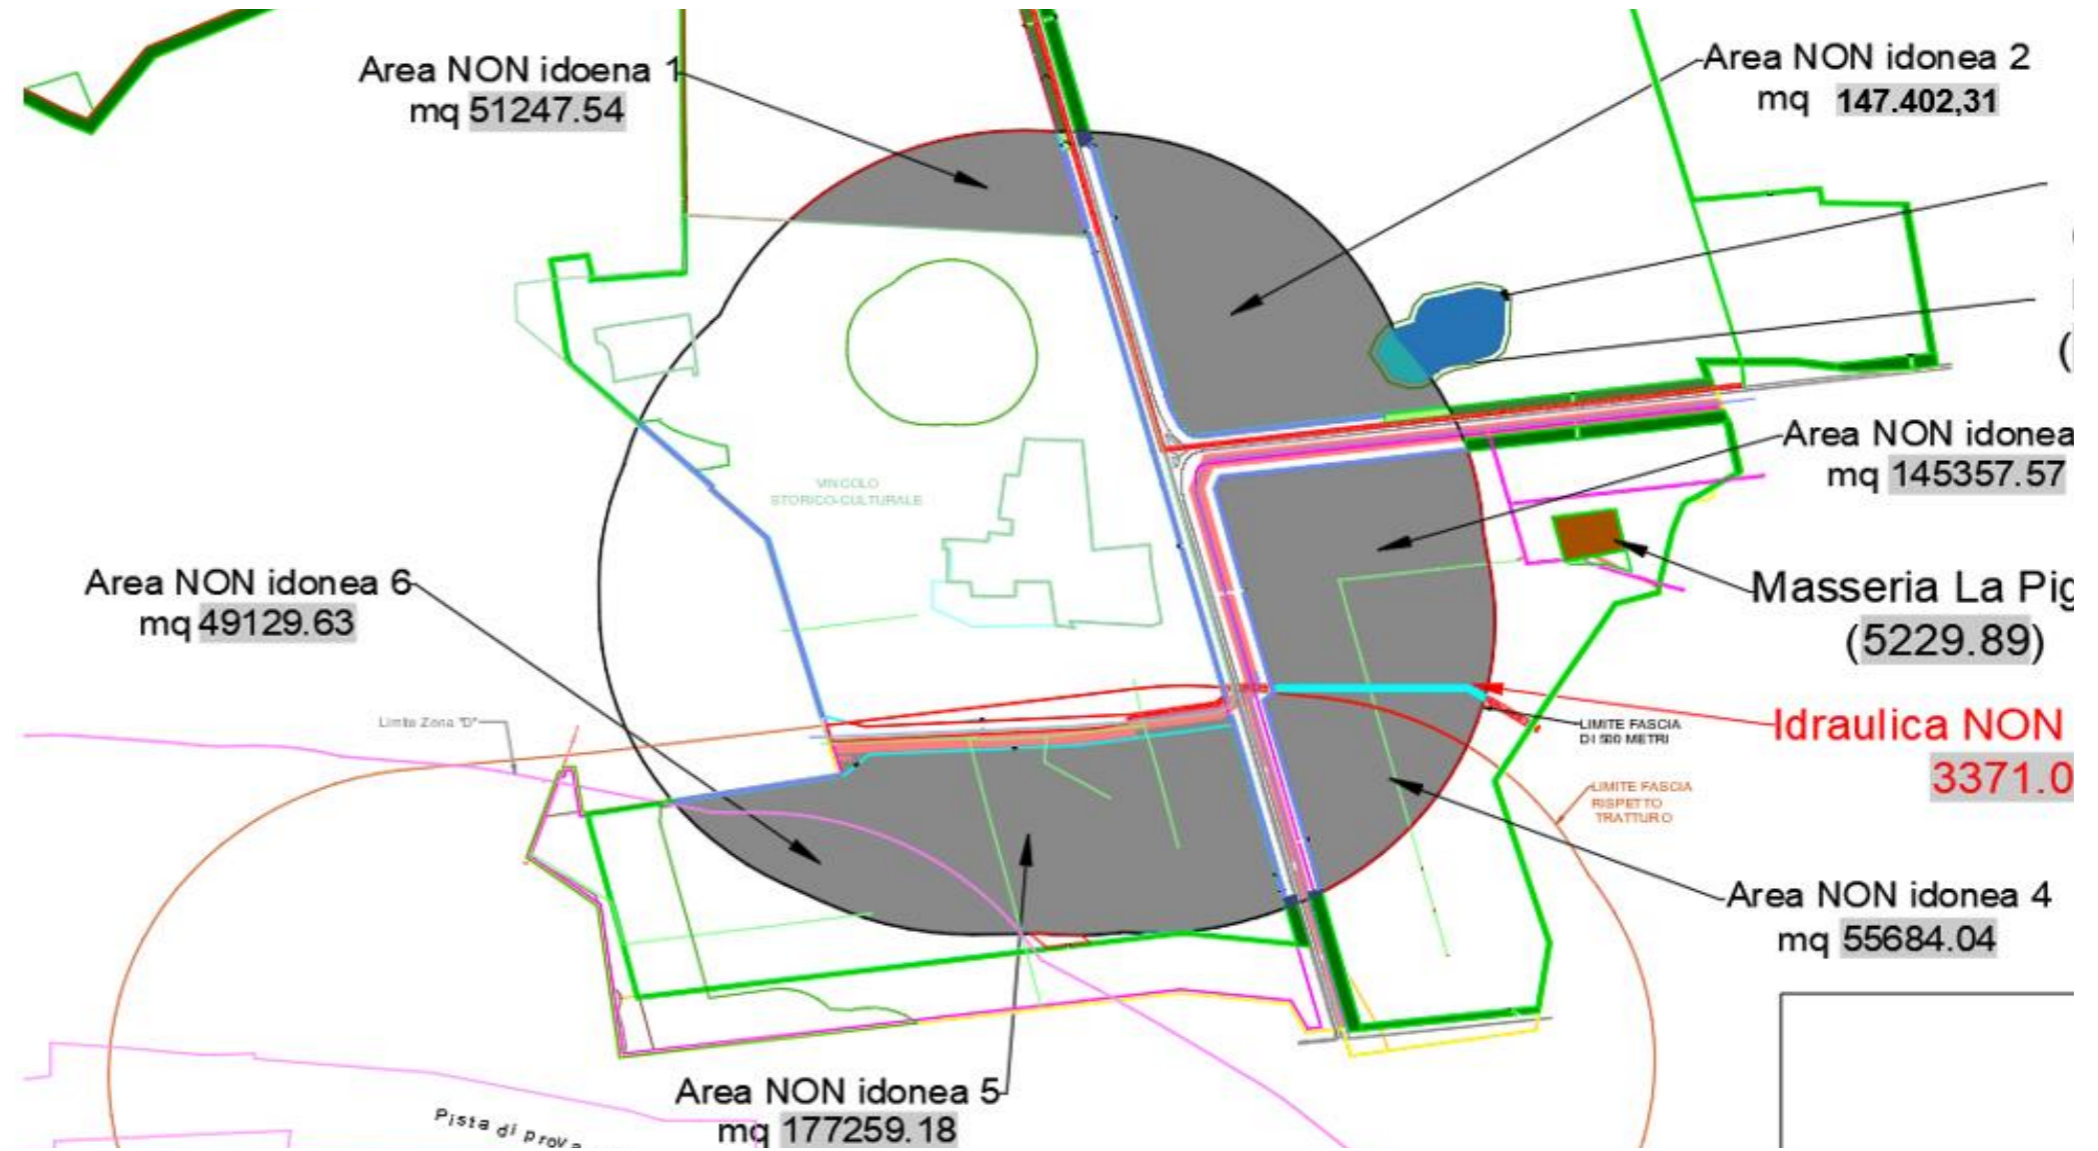 Area NON idoena 1
mq 51247.54
Area NON idonea 2
mq 147.402,31
Area NON idonea
mq 145357.57
VINCOLO
STORICO-CULTURALE
Area NON idonea 6
mq 49129.63
Masseria La Pig
(5229.89)
Limite Zona "D"
LIMITE FASCIA
DI 500 METRI
Idraulica NON
3371.0
LIMITE FASCIA
RISPETTO
TRATTURO
Area NON idonea 4
mq 55684.04
Area NON idonea 5
mq 177259.18
Pista di prova